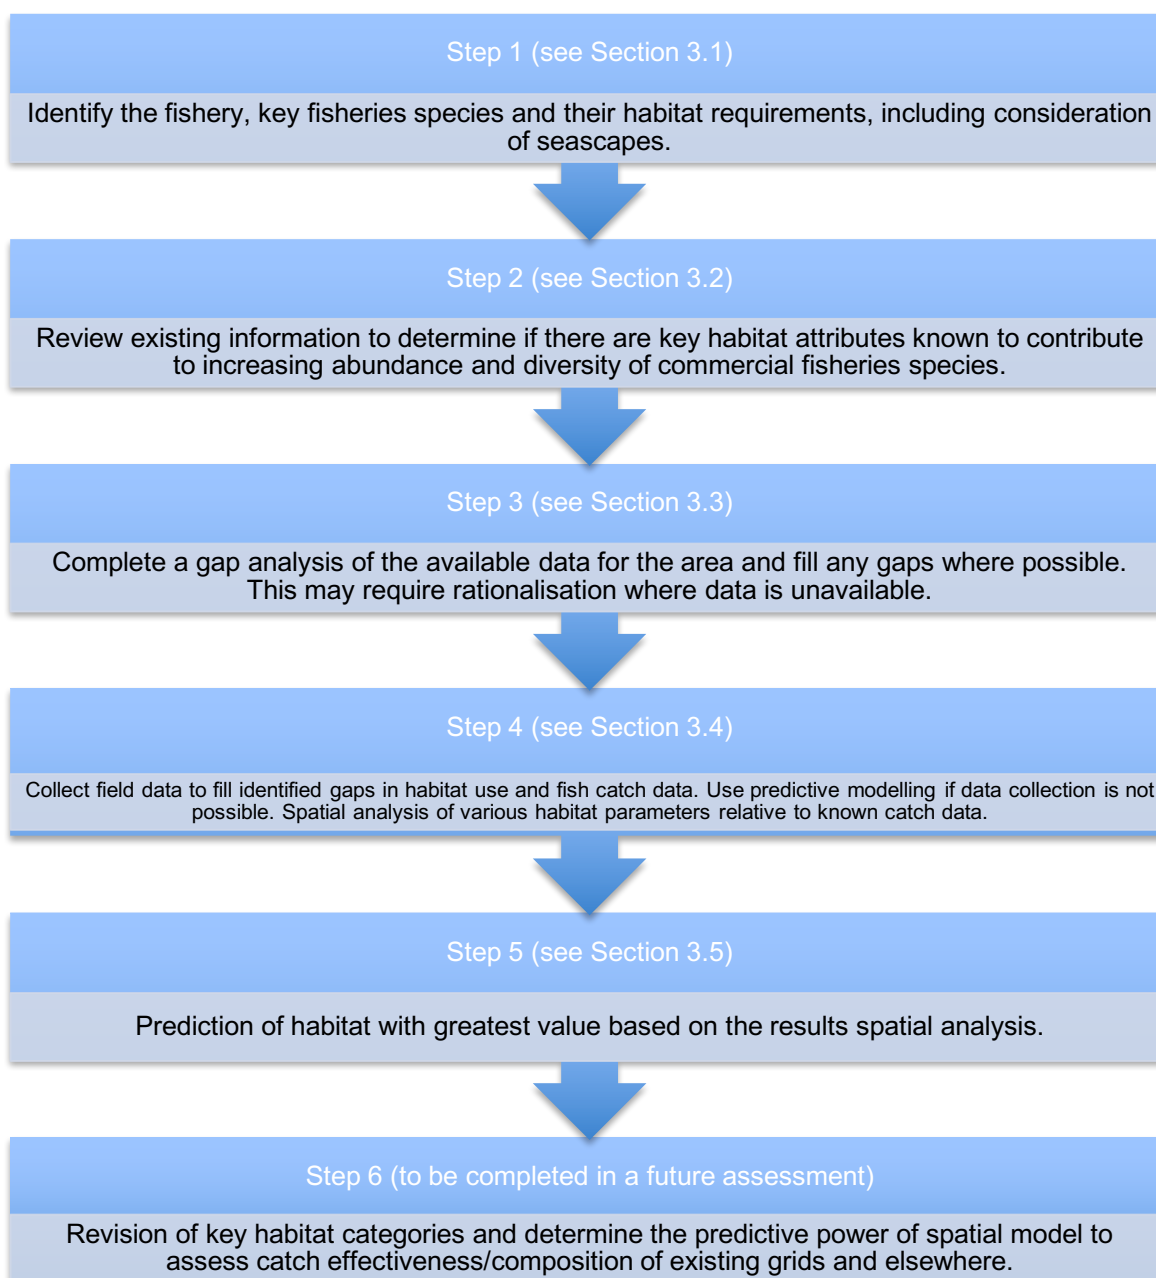 Step 1 (see Section 3.1)
Identify the fishery, key fisheries species and their habitat requirements, including consideration
of seascapes.
Step 2 (see Section 3.2)
Review existing information to determine if there are key habitat attributes known to contribute
to increasing abundance and diversity of commercial fisheries species.
Step 3 (see Section 3.3)
Complete a gap analysis of the available data for the area and fill any gaps where possible.
This may require rationalisation where data is unavailable.
Step 4 (see Section 3.4)
Collect field data to fill identified gaps in habitat use and fish catch data. Use predictive modelling if data collection is not
possible. Spatial analysis of various habitat parameters relative to known catch data.
Step 5 (see Section 3.5)
Prediction of habitat with greatest value based on the results spatial analysis.
Step 6 (to be completed in a future assessment)
Revision of key habitat categories and determine the predictive power of spatial model to
assess catch effectiveness/composition of existing grids and elsewhere.